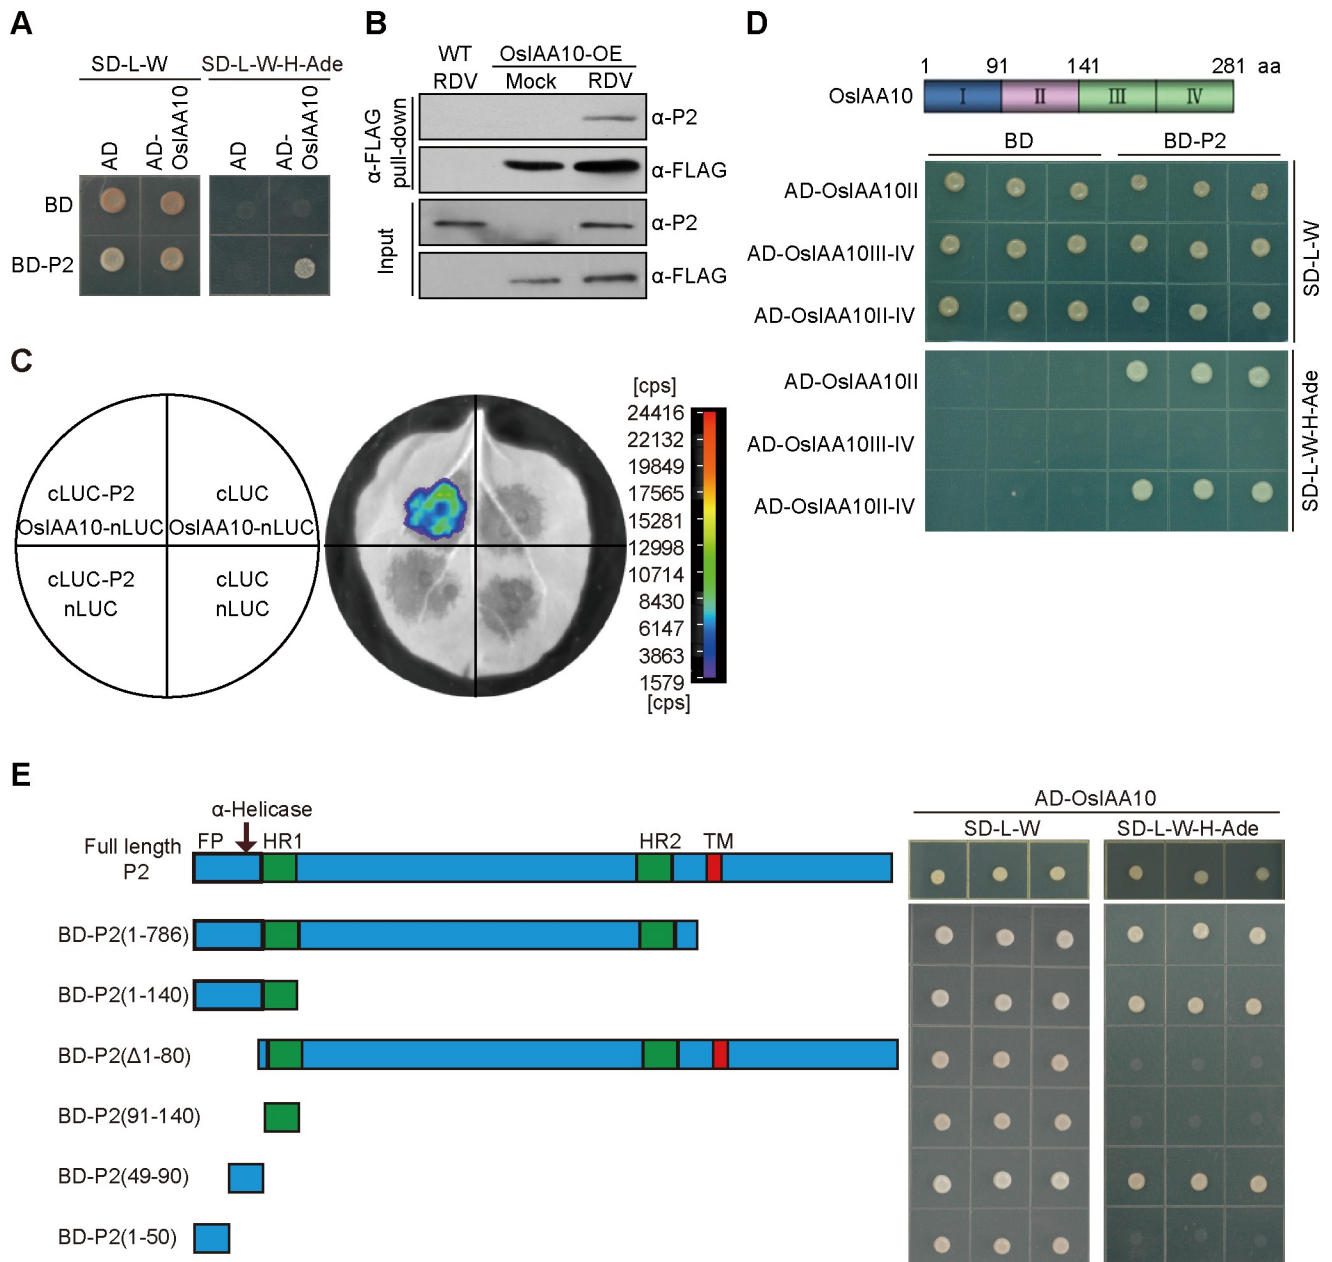 A
SD-L-W
SD-L-W-H-Ade
AD
AD-
OsIAA10
AD
AD-
OsIAA10
BD
BD-P2
B
WT
OsIAA10-OE
RDV
Mock
RDV
α-FLAG
pull-down
α-P2
α-FLAG
Input
α-P2
α-FLAG
C
cLUC-P2
OsIAA10-nLUC
cLUC
OsIAA10-nLUC
cLUC-P2
nLUC
cLUC
nLUC
[cps]
24416
22132
19849
17565
15281
12998
10714
8430
6147
3863
1579
[cps]
D
1 91 141 281 aa
OsIAA10
I II III IV
BD
BD-P2
AD-OsIAA10II
AD-OsIAA10III-IV
AD-OsIAA10II-IV
SD-L-W
AD-OsIAA10II
AD-OsIAA10III-IV
AD-OsIAA10II-IV
SD-L-W-H-Ade
E
α-Helicase
Full length
P2
FP HR1 HR2 TM
BD-P2(1-786)
BD-P2(1-140)
BD-P2(Δ1-80)
BD-P2(91-140)
BD-P2(49-90)
BD-P2(1-50)
AD-OsIAA10
SD-L-W
SD-L-W-H-Ade